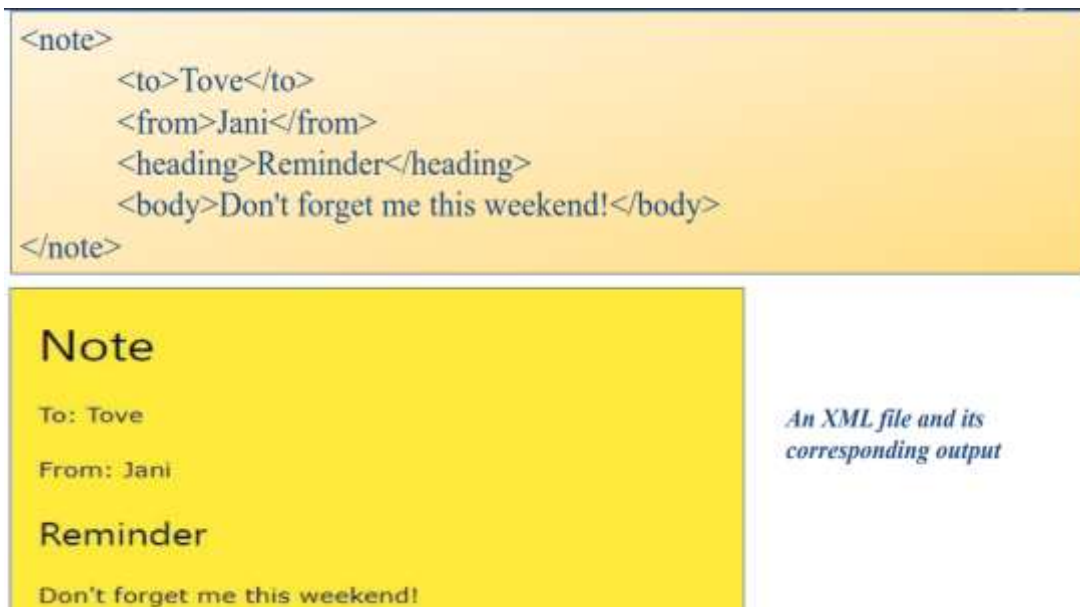 <note>
<to>Tove</to>
<from>Jani</from>
<heading>Reminder</heading>
<body>Don't forget me this weekend!</body>
</note>
Note
To: Tove
From: Jani
Reminder
Don't forget me this weekend!
An XML file and its
corresponding output